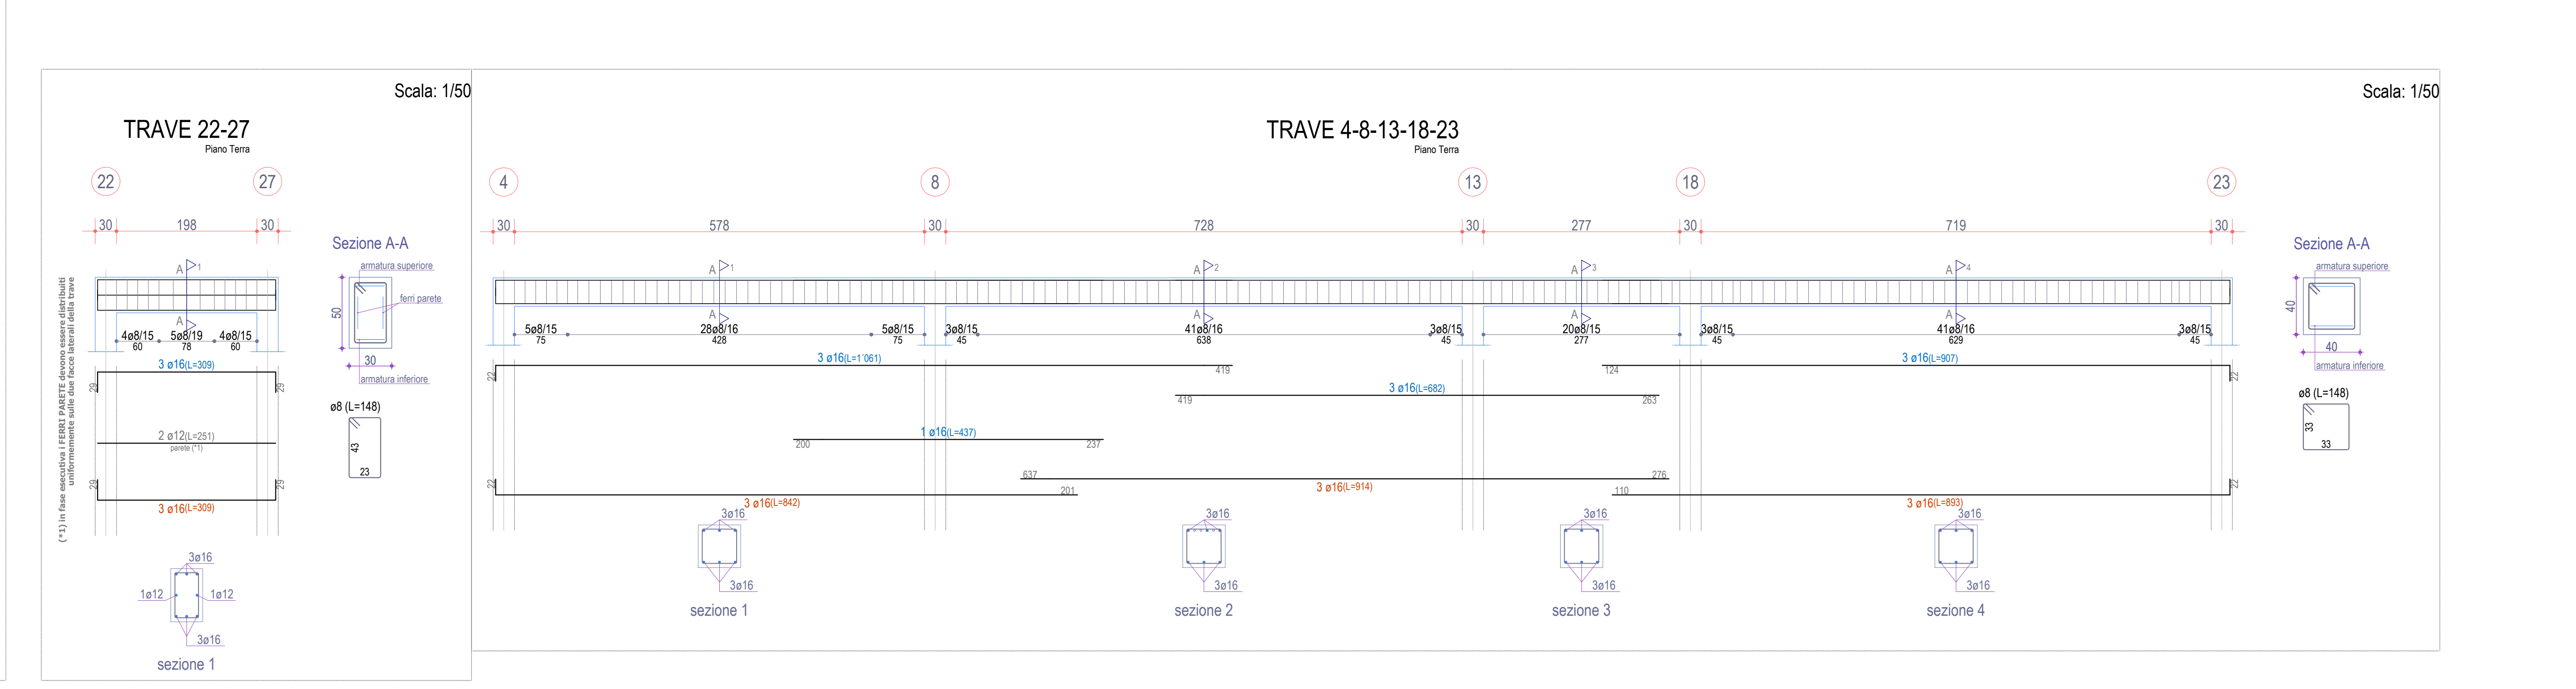 Scala: 1/50
TRAVE 22-27
Piano Terra
22
27
30
198
30
Sezione A-A
armatura superiore
ferri parete
50
30
armatura inferiore
A
1
A
4ø8/15
5ø8/19
4ø8/15
60
78
60
3 ø16(L=309)
29
29
2 ø12(L=251)
parete (*1)
29
29
3 ø16(L=309)
(*1) in fase esecutiva i FERRI PARETE devono essere distribuiti
uniformemente sulle due facce laterali della trave
ø8 (L=148)
43
23
3ø16
1ø12
1ø12
3ø16
sezione 1
Scala: 1/50
TRAVE 4-8-13-18-23
Piano Terra
4
8
13
18
23
30
578
30
728
30
277
30
719
30
A
1
A
2
A
3
A
4
A
A
A
A
5ø8/15
28ø8/16
5ø8/15
3ø8/15
41ø8/16
3ø8/15
20ø8/15
3ø8/15
41ø8/16
3ø8/15
75
428
75
45
638
45
277
45
629
45
3 ø16(L=1'061)
22
419
3 ø16(L=907)
124
22
3 ø16(L=682)
419
263
1 ø16(L=437)
200
237
637
276
3 ø16(L=914)
22
201
3 ø16(L=842)
110
22
3 ø16(L=893)
3ø16
3ø16
3ø16
3ø16
3ø16
3ø16
3ø16
3ø16
sezione 1
sezione 2
sezione 3
sezione 4
Sezione A-A
armatura superiore
40
40
armatura inferiore
ø8 (L=148)
33
33